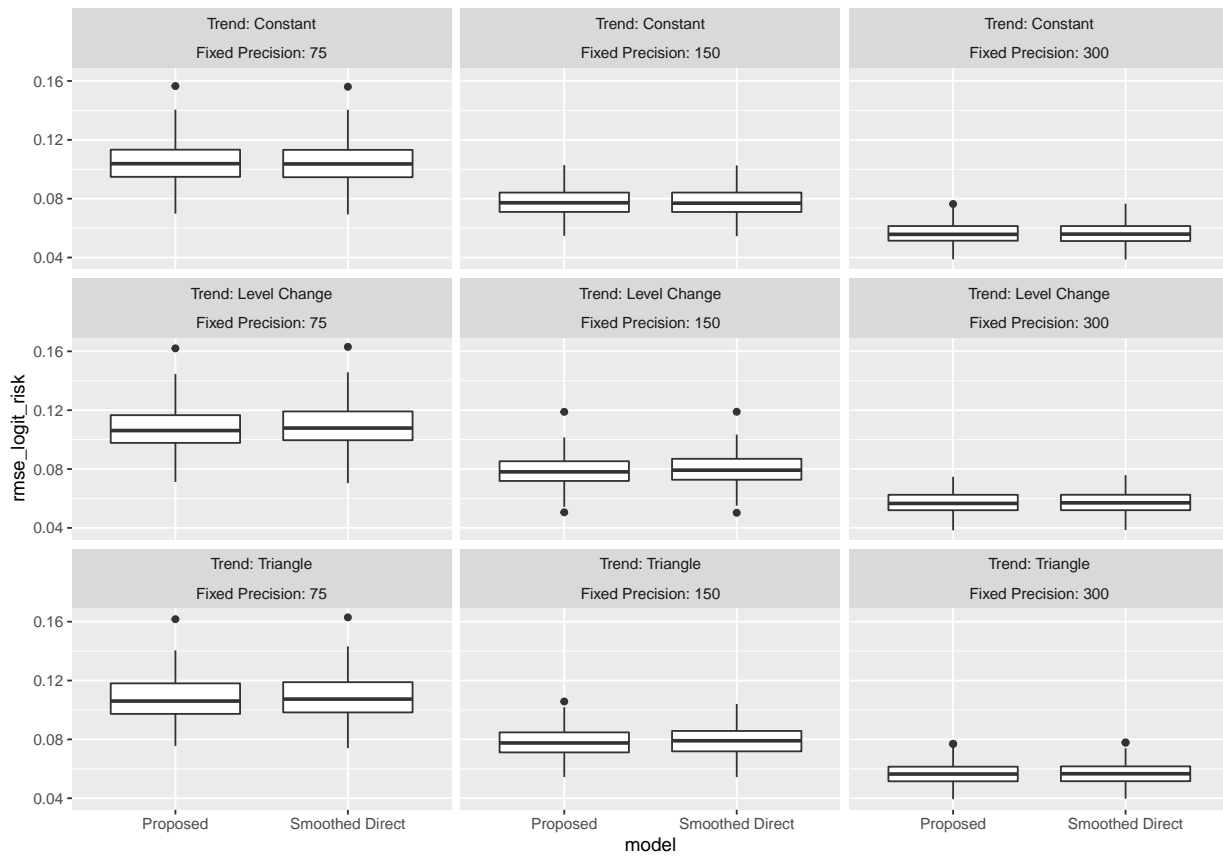 Trend: Constant
Fixed Precision: 75
Trend: Constant
Fixed Precision: 150
Trend: Constant
Fixed Precision: 300
0.16
0.12
0.08
0.04
Trend: Level Change
Fixed Precision: 75
Trend: Level Change
Fixed Precision: 150
Trend: Level Change
Fixed Precision: 300
0.16
0.12
0.08
0.04
rmse_logit_risk
Trend: Triangle
Fixed Precision: 75
Trend: Triangle
Fixed Precision: 150
Trend: Triangle
Fixed Precision: 300
0.16
0.12
0.08
0.04
Proposed
Smoothed Direct
Proposed
Smoothed Direct
Proposed
Smoothed Direct
model